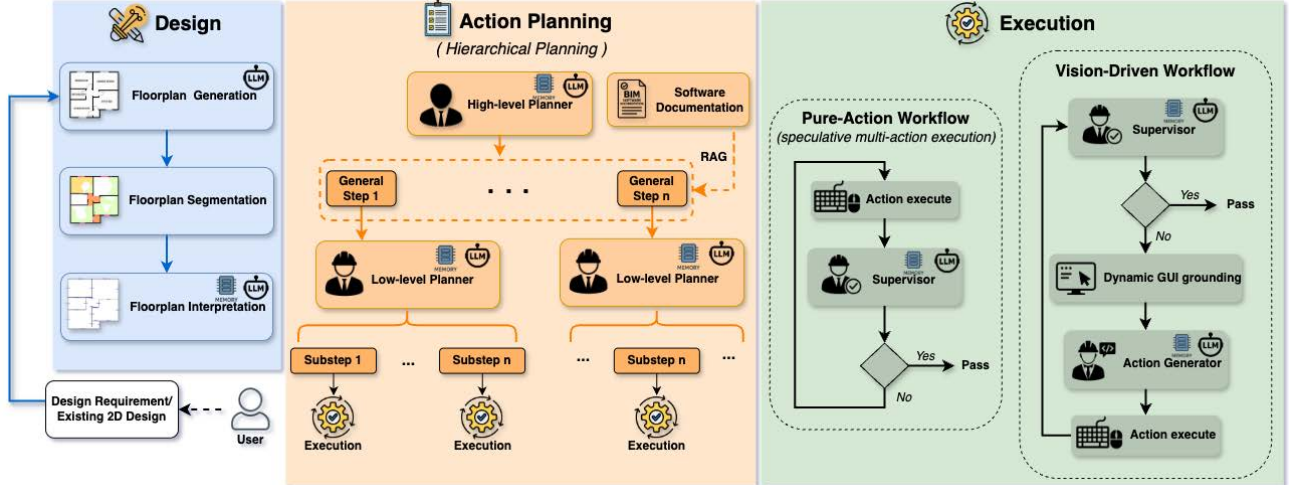 Design
Floorplan Generation
LLM
Floorplan Segmentation
Floorplan Interpretation
MEMORY
LLM
Design Requirement/
Existing 2D Design
User
Action Planning
( Hierarchical Planning )
High-level Planner
MEMORY
LLM
BIM
Software
Documentation
RAG
General
Step 1
. . .
General
Step n
Low-level Planner
MEMORY
LLM
Low-level Planner
MEMORY
LLM
Substep 1
...
Substep n
...
Substep n
...
Execution
Execution
Execution
Execution
Pure-Action Workflow
(speculative multi-action execution)
Action execute
Supervisor
MEMORY
LLM
Yes
Pass
No
Vision-Driven Workflow
Supervisor
MEMORY
LLM
Yes
Pass
No
Dynamic GUI grounding
Action Generator
MEMORY
LLM
Action execute